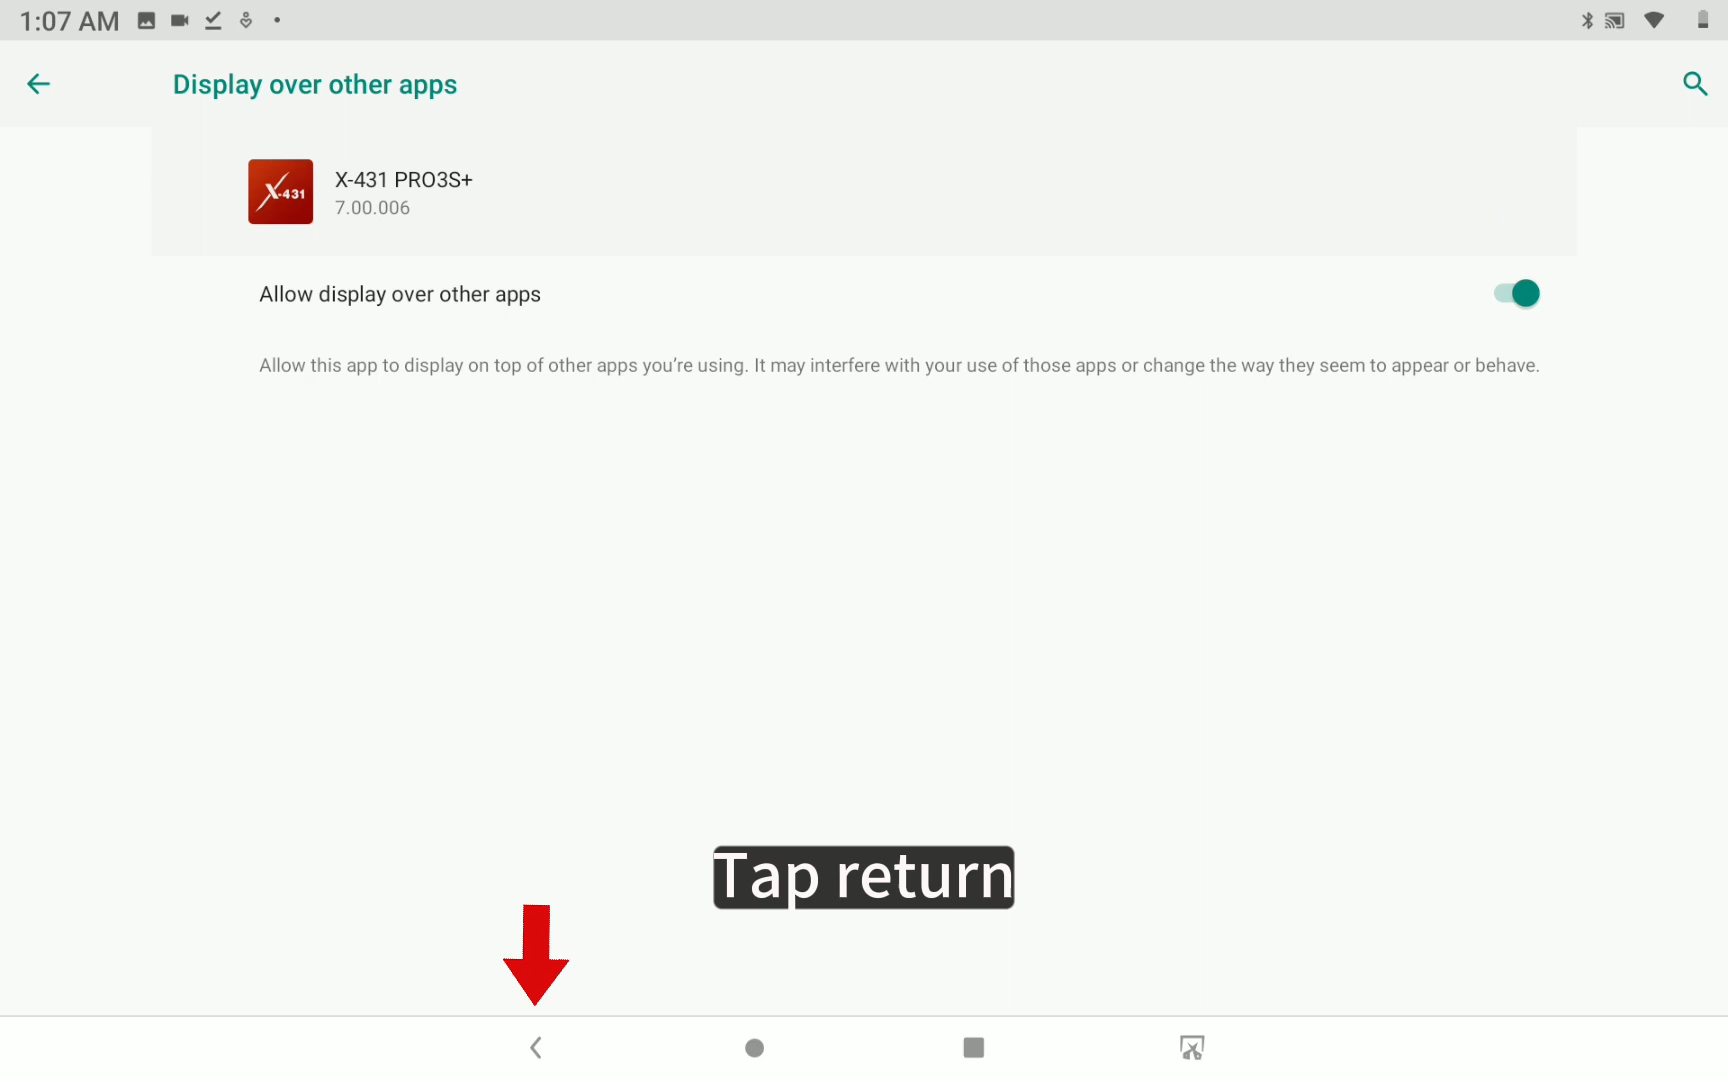 1:07 AM
Display over other apps
X-431
X-431 PRO3S+
7.00.006
Allow display over other apps
Allow this app to display on top of other apps you’re using. It may interfere with your use of those apps or change the way they seem to appear or behave.
Tap return